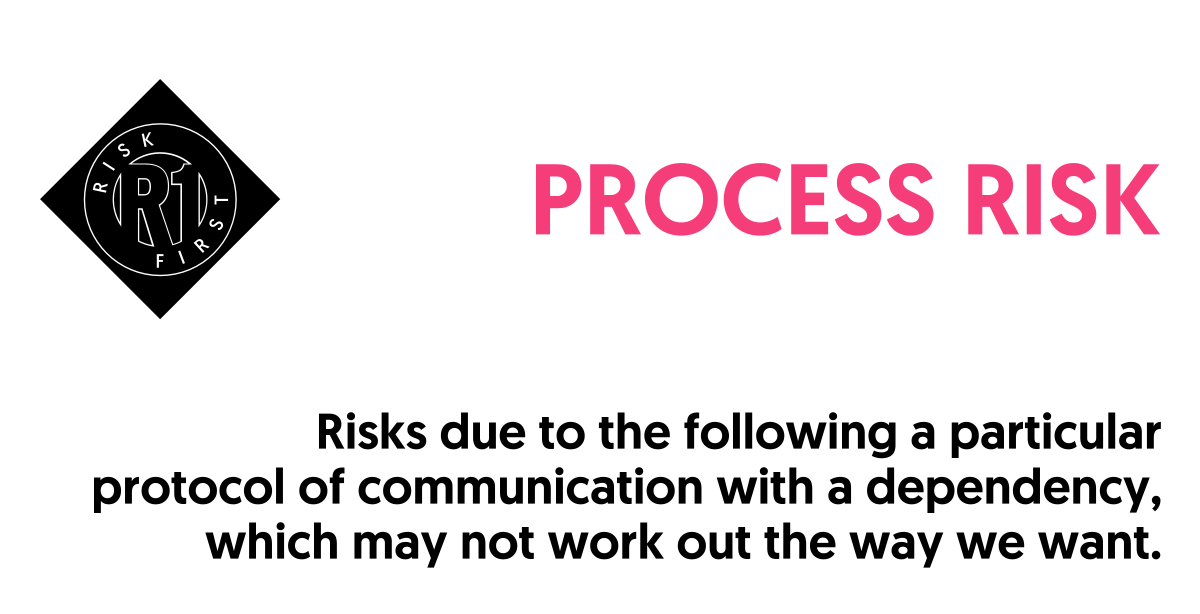 RISK
R1
FIRST
PROCESS RISK
Risks due to the following a particular
protocol of communication with a dependency,
which may not work out the way we want.